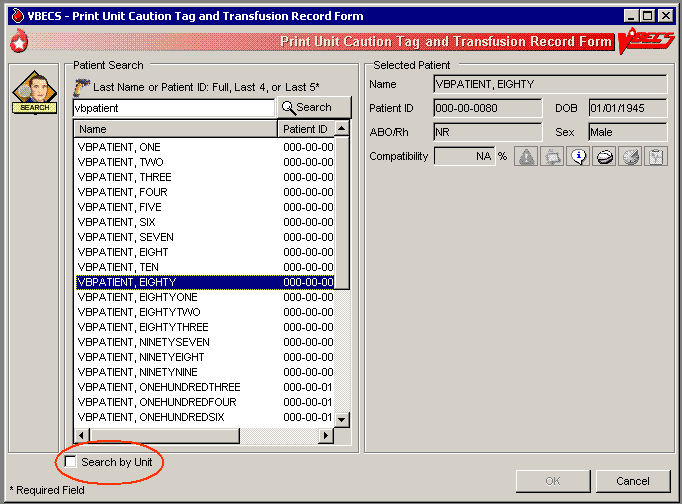 VBECS - Print Unit Caution Tag and Transfusion Record Form
Print Unit Caution Tag and Transfusion Record Form
VBECS
SEARCH
Patient Search
Last Name or Patient ID: Full, Last 4, or Last 5*
vbpatient Search
Name Patient ID
VBPATIENT, ONE 000-00-00
VBPATIENT, TWO 000-00-00
VBPATIENT, THREE 000-00-00
VBPATIENT, FOUR 000-00-00
VBPATIENT, FIVE 000-00-00
VBPATIENT, SIX 000-00-00
VBPATIENT, SEVEN 000-00-00
VBPATIENT, EIGHT 000-00-00
VBPATIENT, TEN 000-00-00
VBPATIENT, EIGHTY 000-00-00
VBPATIENT, EIGHTYONE 000-00-00
VBPATIENT, EIGHTYTWO 000-00-00
VBPATIENT, EIGHTYTHREE 000-00-00
VBPATIENT, NINETYSEVEN 000-00-00
VBPATIENT, NINETYEIGHT 000-00-00
VBPATIENT, NINETYNINE 000-00-00
VBPATIENT, ONEHUNDREDTHREE 000-00-01
VBPATIENT, ONEHUNDREDFOUR 000-00-01
VBPATIENT, ONEHUNDREDSIX 000-00-01
Search by Unit
* Required Field
Selected Patient
Name VBPATIENT, EIGHTY
Patient ID 000-00-0080 DOB 01/01/1945
ABO/Rh NR Sex Male
Compatibility NA %
OK Cancel